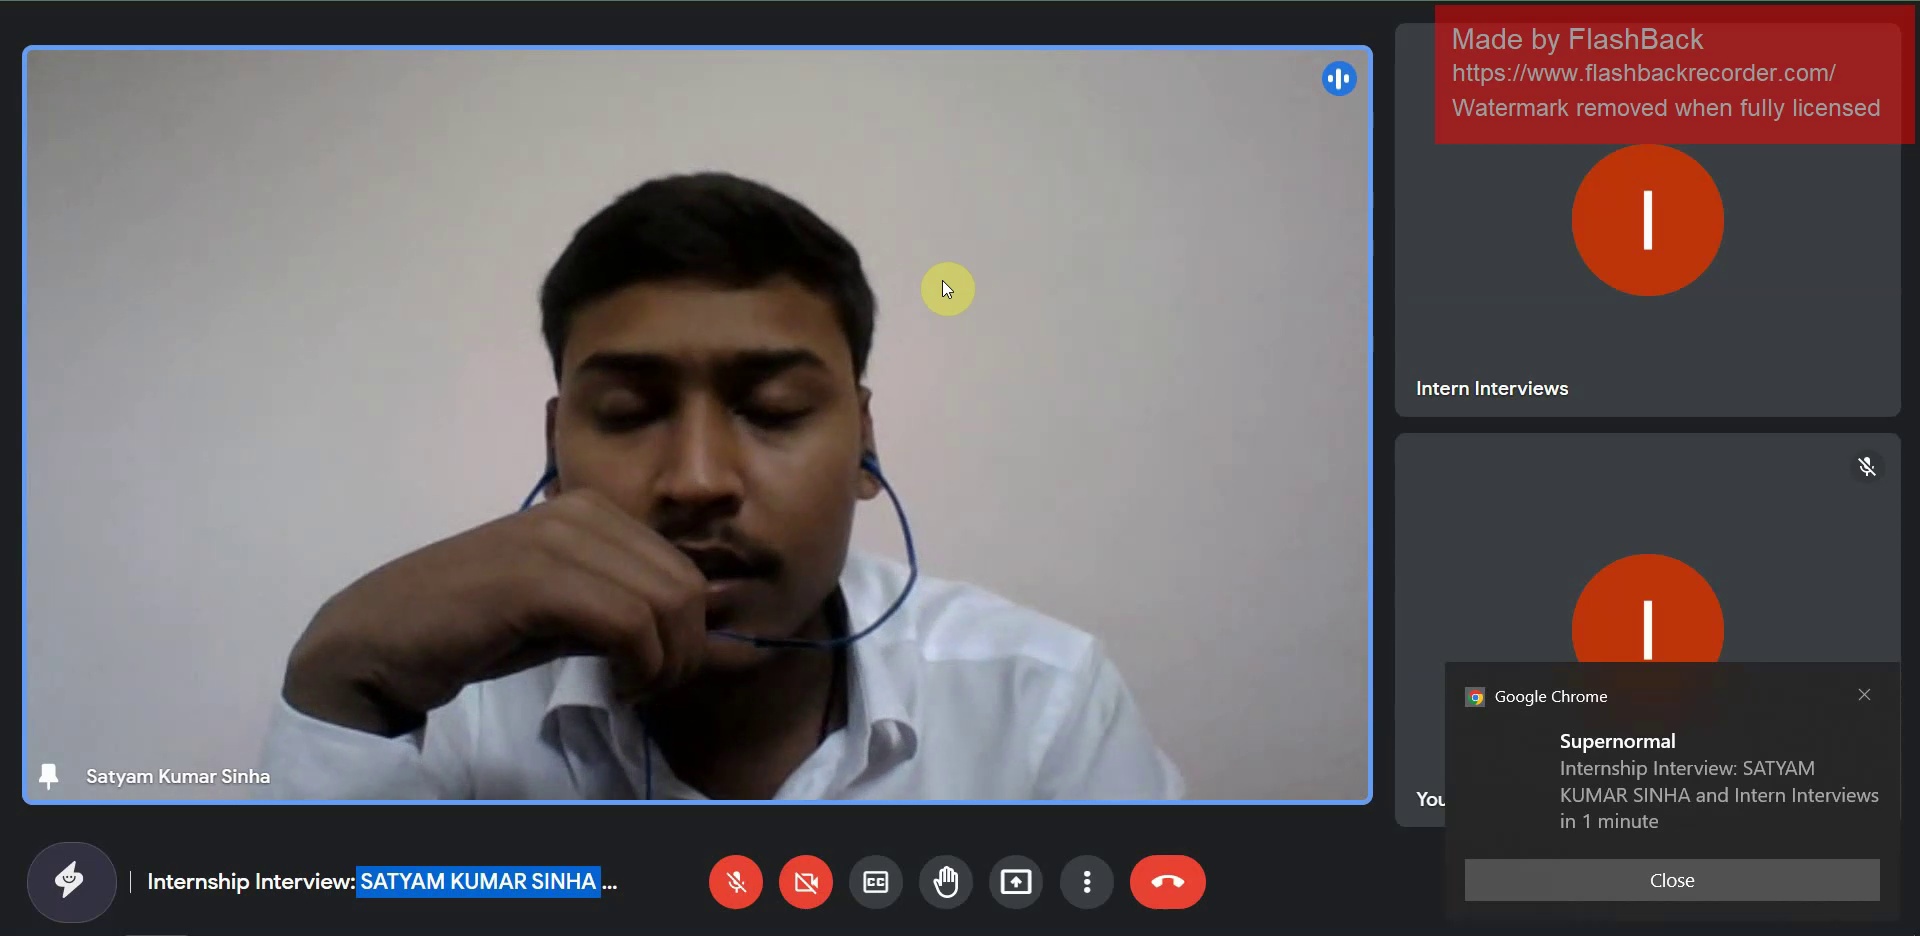 Made by FlashBack
https://www.flashbackrecorder.com/
Watermark removed when fully licensed
I
Intern Interviews
I
You
Google Chrome
Supernormal
Internship Interview: SATYAM
KUMAR SINHA and Intern Interviews
in 1 minute
Close
Satyam Kumar Sinha
Internship Interview: SATYAM KUMAR SINHA ...
CC